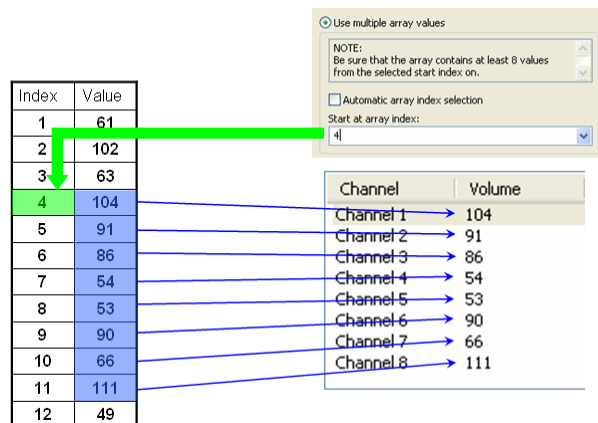 Use multiple array values
NOTE:
Be sure that the array contains at least 8 values
from the selected start index on.
Automatic array index selection
Start at array index:
4
Index Value
1 61
2 102
3 63
4 104
5 91
6 86
7 54
8 53
9 90
10 66
11 111
12 49
Channel Volume
Channel 1 104
Channel 2 91
Channel 3 86
Channel 4 54
Channel 5 53
Channel 6 90
Channel 7 66
Channel 8 111